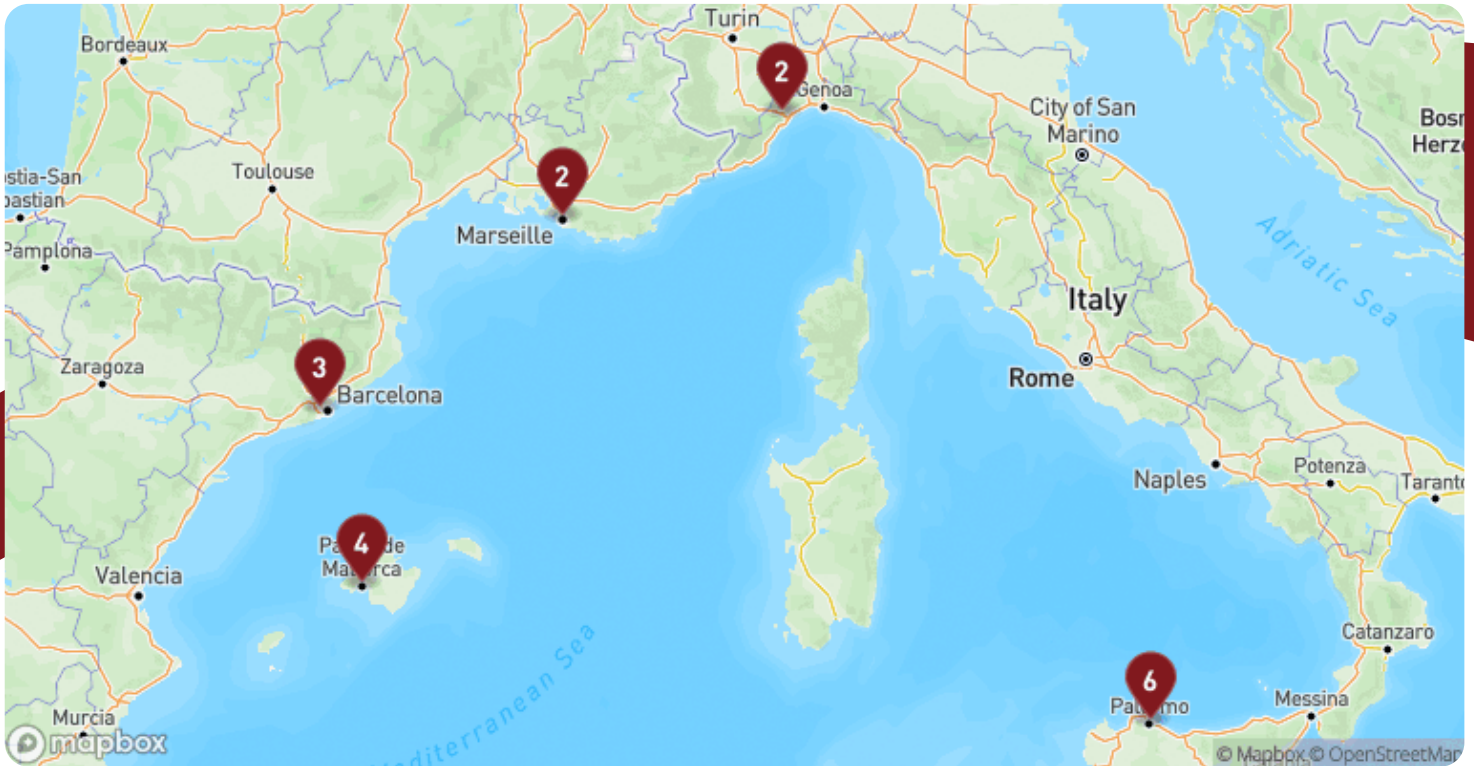 Turin
Bordeaux
2
Genoa
City of San
Marino
Bosn
Herze
Toulouse
2
ostia-San
bastian
Marseille
Pamplona
Adriatic Sea
Italy
Zaragoza
3
Barcelona
Rome
Naples
Potenza
Taranto
4
Valencia
Mediterranean Sea
Catanzaro
6
Messina
Murcia
mapbox
© Mapbox © OpenStreetMap